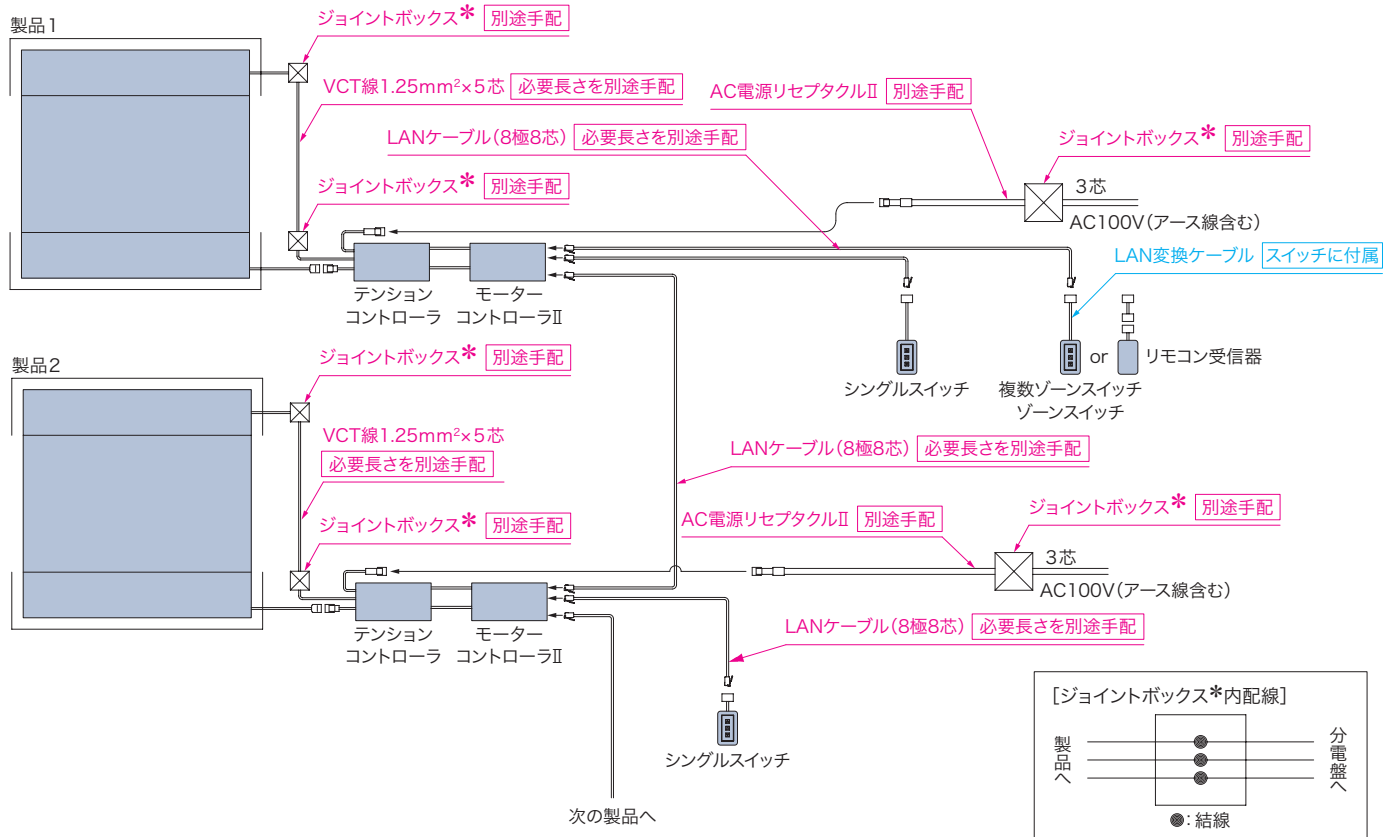 製品1
ジョイントボックス* 別途手配
VCT線1.25mm²×5芯 必要長さを別途手配
AC電源リセプタクルⅡ 別途手配
LANケーブル(8極8芯) 必要長さを別途手配
ジョイントボックス* 別途手配
ジョイントボックス* 別途手配
3芯
AC100V(アース線含む)
LAN変換ケーブル スイッチに付属
テンション
コントローラ
モーター
コントローラⅡ
シングルスイッチ
or
リモコン受信器
複数ゾーンスイッチ
ゾーンスイッチ
製品2
ジョイントボックス* 別途手配
VCT線1.25mm²×5芯
必要長さを別途手配
LANケーブル(8極8芯) 必要長さを別途手配
ジョイントボックス* 別途手配
AC電源リセプタクルⅡ 別途手配
ジョイントボックス* 別途手配
3芯
AC100V(アース線含む)
テンション
コントローラ
モーター
コントローラⅡ
LANケーブル(8極8芯) 必要長さを別途手配
シングルスイッチ
次の製品へ
[ジョイントボックス*内配線]
製品へ
分電盤へ
:結線